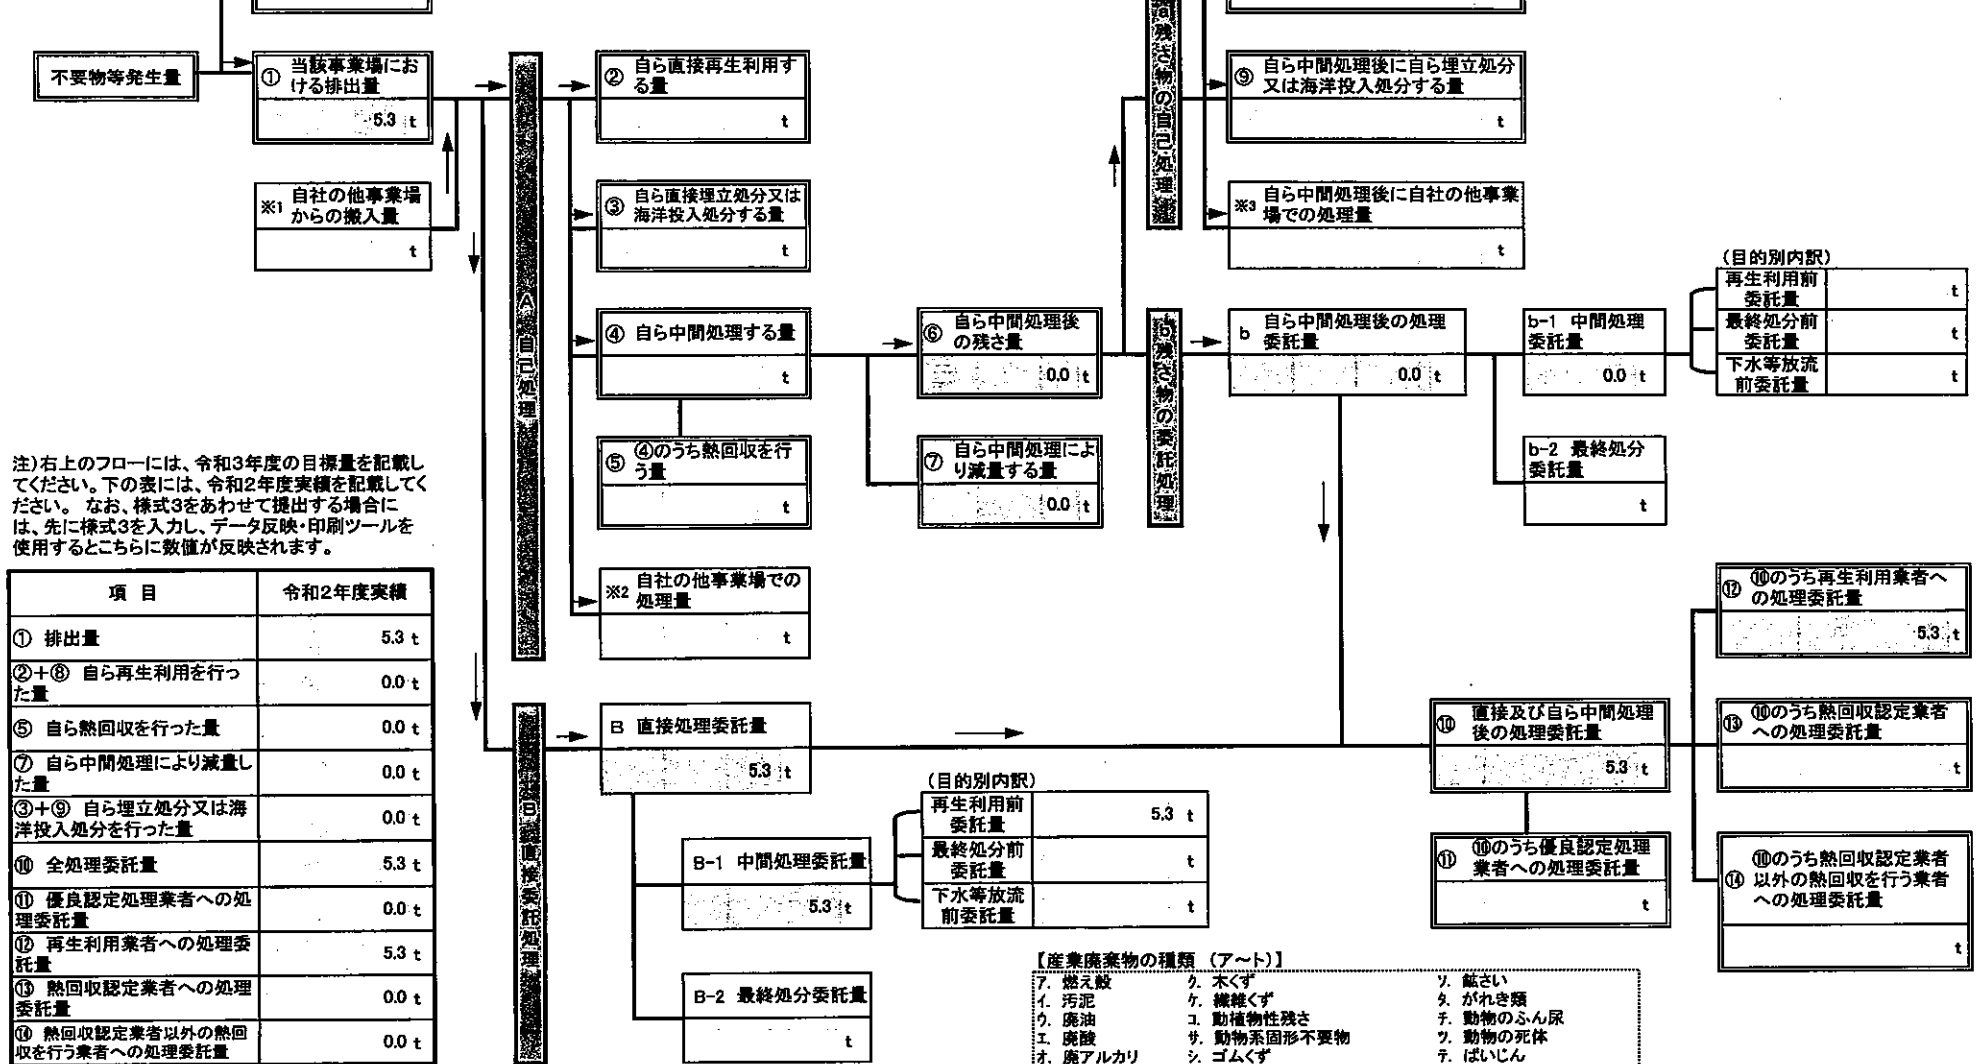 不要物等発生量
① 当該事業場にお
ける排出量
5.3 t
※1 自社の他事業場
からの搬入量
t
A 自己処理
② 自ら直接再生利用す
る量
t
③ 自ら直接埋立処分又は
海洋投入処分する量
t
④ 自ら中間処理する量
t
⑤ ④のうち熱回収を行
う量
t
※2 自社の他事業場での
処理量
t
⑥ 自ら中間処理後
の残さ量
0.0 t
⑦ 自ら中間処理によ
り減量する量
0.0 t
a残さ物の自己処理
⑨ 自ら中間処理後に自ら埋立処分
又は海洋投入処分する量
t
※3 自ら中間処理後に自社の他事業
場での処理量
t
b残さ物の委託処理
b 自ら中間処理後の処理
委託量
0.0 t
b-1 中間処理
委託量
0.0 t
b-2 最終処分
委託量
t
(目的別内訳)
再生利用前
委託量
t
最終処分前
委託量
t
下水等放流
前委託量
t
注)右上のフローには、令和3年度の目標量を記載し
てください。下の表には、令和2年度実績を記載してく
ださい。 なお、様式3をあわせて提出する場合に
は、先に様式3を入力し、データ反映・印刷ツールを
使用するとこちらに数値が反映されます。
項 目 令和2年度実績
① 排出量 5.3 t
②+⑧ 自ら再生利用を行っ
た量 0.0 t
⑤ 自ら熱回収を行った量 0.0 t
⑦ 自ら中間処理により減量し
た量 0.0 t
③+⑨ 自ら埋立処分又は海
洋投入処分を行った量 0.0 t
⑩ 全処理委託量 5.3 t
⑪ 優良認定処理業者への処
理委託量 0.0 t
⑫ 再生利用業者への処理委
託量 5.3 t
⑬ 熱回収認定業者への処理
委託量 0.0 t
⑭ 熱回収認定業者以外の熱回
収を行う業者への処理委託量 0.0 t
B 直接委託処理
B 直接処理委託量
5.3 t
B-1 中間処理委託量
5.3 t
B-2 最終処分委託量
t
(目的別内訳)
再生利用前
委託量
5.3 t
最終処分前
委託量
t
下水等放流
前委託量
t
⑩ 直接及び自ら中間処理
後の処理委託量
5.3 t
⑪ ⑩のうち優良認定処理
業者への処理委託量
t
⑫ ⑩のうち再生利用業者へ
の処理委託量
5.3 t
⑬ ⑩のうち熱回収認定業者
への処理委託量
t
⑭ ⑩のうち熱回収認定業者
以外の熱回収を行う業者
への処理委託量
t
【産業廃棄物の種類 (ア~ト)】
ア. 燃え殻 ク. 木くず ソ. 鉱さい
イ. 汚泥 ケ. 繊維くず タ. がれき類
ウ. 廃油 コ. 動植物性残さ チ. 動物のふん尿
エ. 廃酸 サ. 動物系固形不要物 ツ. 動物の死体
オ. 廃アルカリ シ. ゴムくず テ. ばいじん